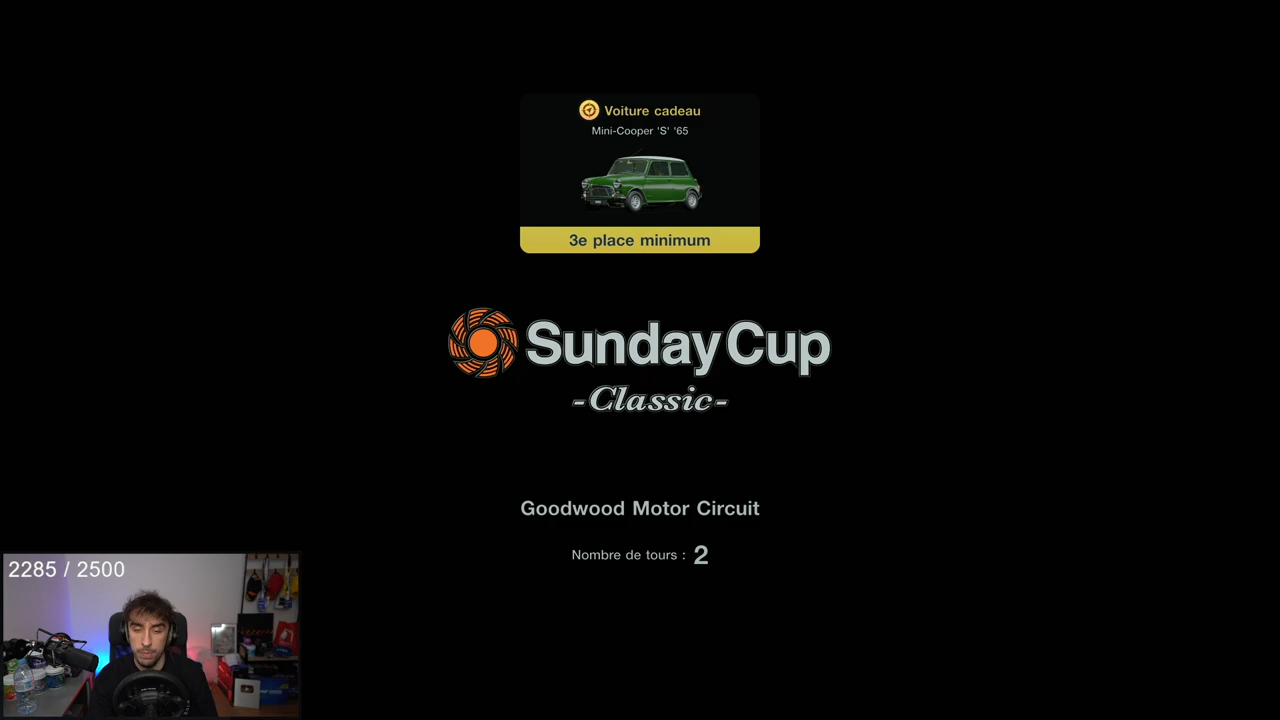 Voiture cadeau
Mini-Cooper 'S' '65
3e place minimum
Sunday Cup
-Classic-
Goodwood Motor Circuit
Nombre de tours : 2
2285 / 2500